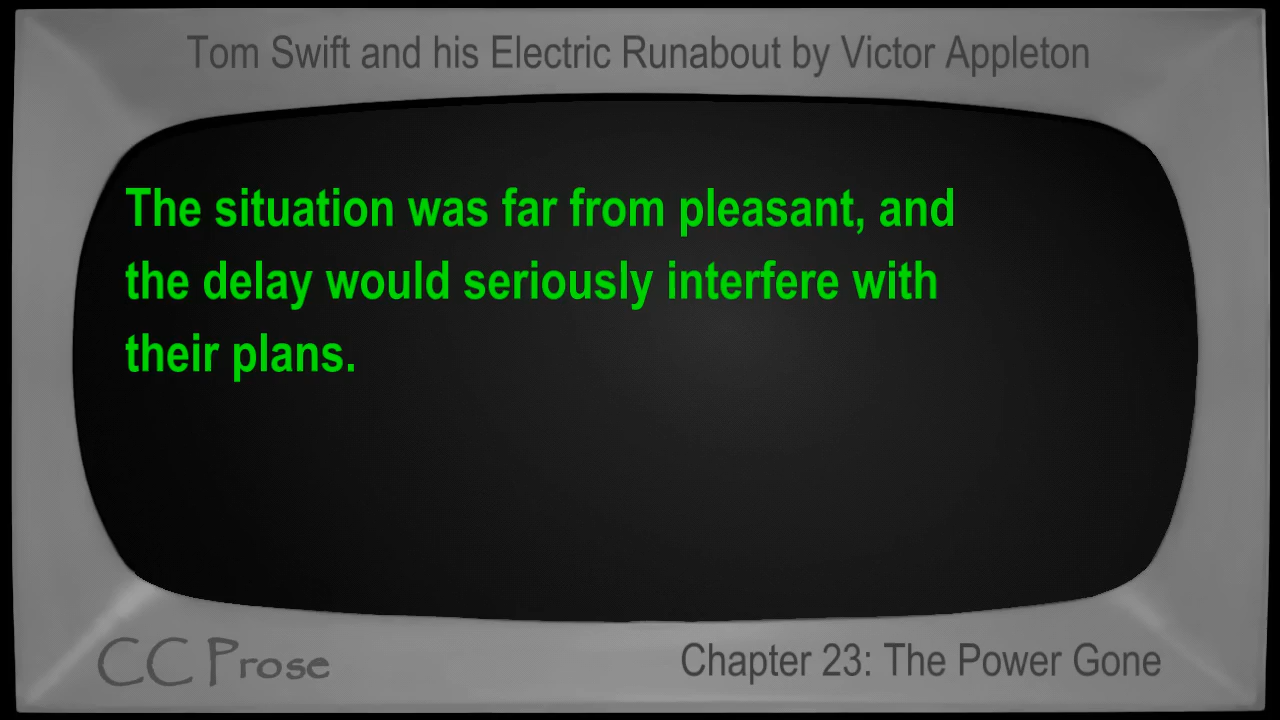 Tom Swift and his Electric Runabout by Victor Appleton
The situation was far from pleasant, and
the delay would seriously interfere with
their plans.
CC Prose
Chapter 23: The Power Gone